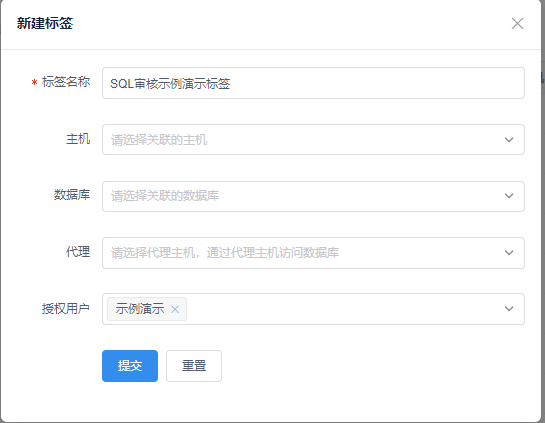 新建标签
* 标签名称 SQL审核示例演示标签
主机 请选择关联的主机
数据库 请选择关联的数据库
代理 请选择代理主机，通过代理主机访问数据库
授权用户 示例演示
提交 重置